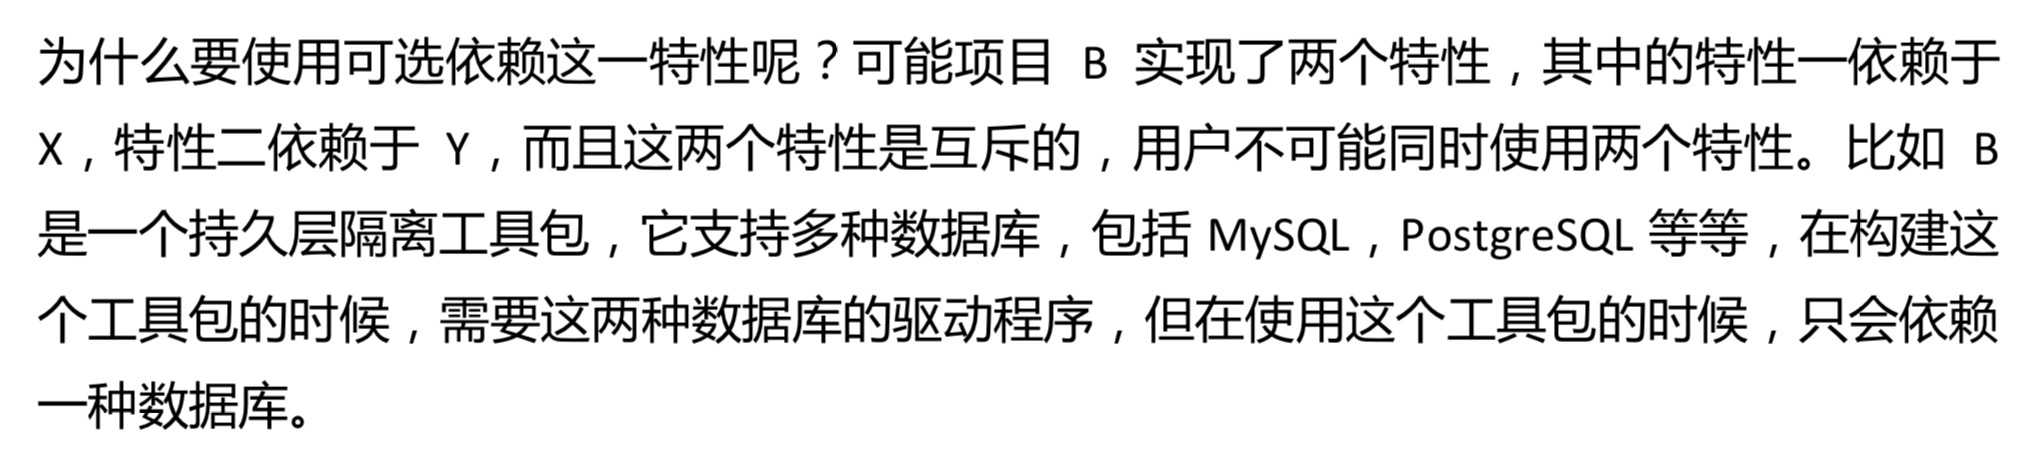 为什么要使用可选依赖这一特性呢？可能项目 B 实现了两个特性，其中的特性一依赖于
X，特性二依赖于 Y，而且这两个特性是互斥的，用户不可能同时使用两个特性。比如 B
是一个持久层隔离工具包，它支持多种数据库，包括 MySQL，PostgreSQL 等等，在构建这
个工具包的时候，需要这两种数据库的驱动程序，但在使用这个工具包的时候，只会依赖
一种数据库。